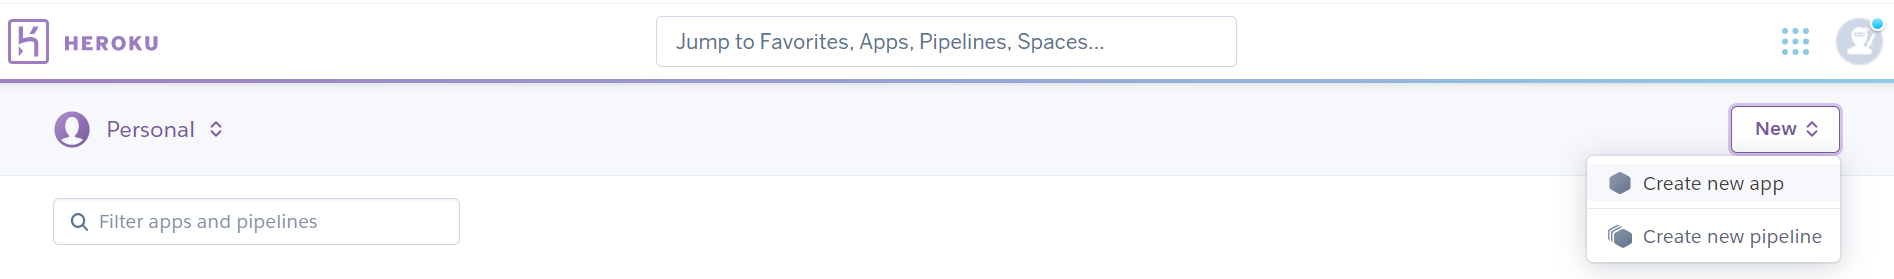 HEROKU
Jump to Favorites, Apps, Pipelines, Spaces...
Personal
New
Create new app
Filter apps and pipelines
Create new pipeline